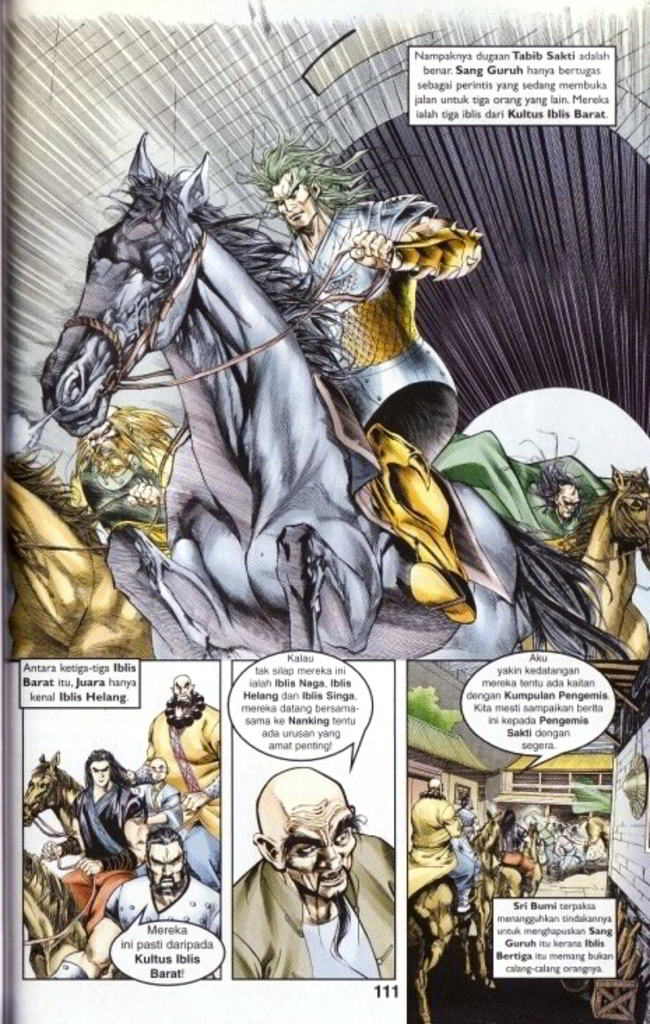 Nampaknya dugaan Tabib Sakti adalah
benar. Sang Guruh hanya bertugas
sebagai perintis yang sedang membuka
jalan untuk tiga orang yang lain. Mereka
ialah tiga iblis dari Kultus Iblis Barat.
Antara ketiga-tiga Iblis
Barat itu, Juara hanya
kenal Iblis Helang.
Mereka
ini pasti daripada
Kultus Iblis
Barat!
Kalau
tak silap mereka ini
ialah Iblis Naga, Iblis
Helang dan Iblis Singa,
mereka datang bersama-
sama ke Nanking tentu
ada urusan yang
amat penting!
Aku
yakin kedatangan
mereka tentu ada kaitan
dengan Kumpulan Pengemis.
Kita mesti sampaikan berita
ini kepada Pengemis
Sakti dengan
segera.
Sri Bumi terpaksa
menangguhkan tindakannya
untuk menghapuskan Sang
Guruh itu kerana Iblis
Bertiga itu memang bukan
calang-calang orangnya.
111